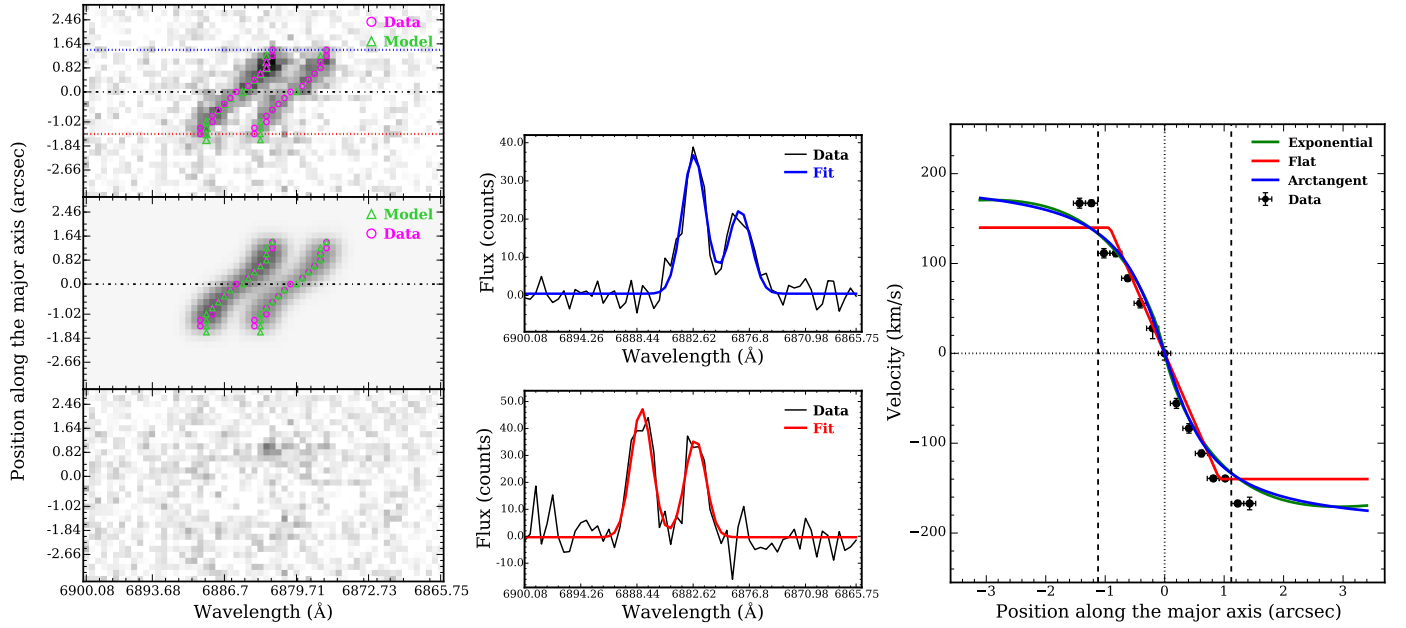 Position along the major axis (arcsec)
2.46
1.64
0.82
0.0
-1.02
-1.84
-2.66
Data
Model
2.46
1.64
0.82
0.0
-1.02
-1.84
-2.66
Model
Data
2.46
1.64
0.82
0.0
-1.02
-1.84
-2.66
6900.08 6893.68 6886.7 6879.71 6872.73 6865.75
Wavelength (Å)
Flux (counts)
40.0
30.0
20.0
10.0
0.0
Data
Fit
6900.08 6894.26 6888.44 6882.62 6876.8 6870.98 6865.75
Wavelength (Å)
Flux (counts)
50.0
40.0
30.0
20.0
10.0
0.0
-10.0
Data
Fit
6900.08 6894.26 6888.44 6882.62 6876.8 6870.98 6865.75
Wavelength (Å)
Velocity (km/s)
200
100
0
−100
−200
Exponential
Flat
Arctangent
Data
−3 −2 −1 0 1 2 3
Position along the major axis (arcsec)